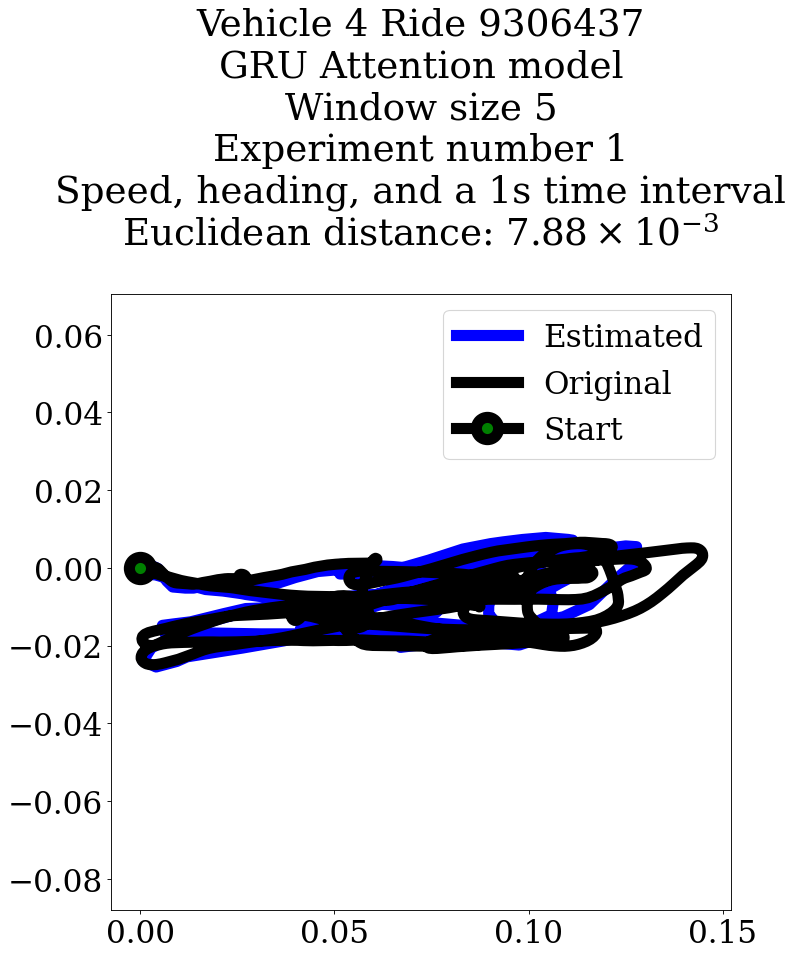 Vehicle 4 Ride 9306437
GRU Attention model
Window size 5
Experiment number 1
Speed, heading, and a 1s time interval
Euclidean distance: 7.88 × 10⁻³
Estimated
Original
Start
0.06
0.04
0.02
0.00
−0.02
−0.04
−0.06
−0.08
0.00 0.05 0.10 0.15